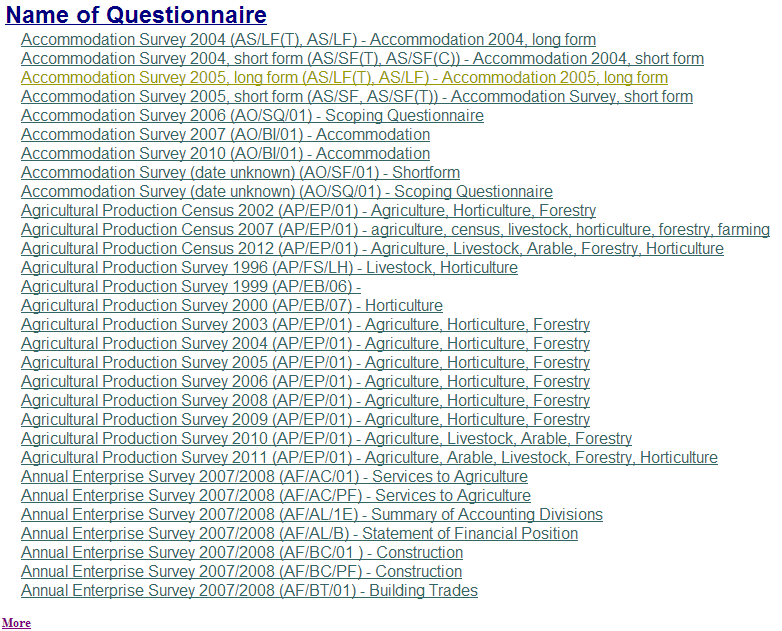 Name of Questionnaire
Accommodation Survey 2004 (AS/LF(T), AS/LF) - Accommodation 2004, long form
Accommodation Survey 2004, short form (AS/SF(T), AS/SF(C)) - Accommodation 2004, short form
Accommodation Survey 2005, long form (AS/LF(T), AS/LF) - Accommodation 2005, long form
Accommodation Survey 2005, short form (AS/SF, AS/SF(T)) - Accommodation Survey, short form
Accommodation Survey 2006 (AO/SQ/01) - Scoping Questionnaire
Accommodation Survey 2007 (AO/BI/01) - Accommodation
Accommodation Survey 2010 (AO/BI/01) - Accommodation
Accommodation Survey (date unknown) (AO/SF/01) - Shortform
Accommodation Survey (date unknown) (AO/SQ/01) - Scoping Questionnaire
Agricultural Production Census 2002 (AP/EP/01) - Agriculture, Horticulture, Forestry
Agricultural Production Census 2007 (AP/EP/01) - agriculture, census, livestock, horticulture, forestry, farming
Agricultural Production Census 2012 (AP/EP/01) - Agriculture, Livestock, Arable, Forestry, Horticulture
Agricultural Production Survey 1996 (AP/FS/LH) - Livestock, Horticulture
Agricultural Production Survey 1999 (AP/EB/06) -
Agricultural Production Survey 2000 (AP/EB/07) - Horticulture
Agricultural Production Survey 2003 (AP/EP/01) - Agriculture, Horticulture, Forestry
Agricultural Production Survey 2004 (AP/EP/01) - Agriculture, Horticulture, Forestry
Agricultural Production Survey 2005 (AP/EP/01) - Agriculture, Horticulture, Forestry
Agricultural Production Survey 2006 (AP/EP/01) - Agriculture, Horticulture, Forestry
Agricultural Production Survey 2008 (AP/EP/01) - Agriculture, Horticulture, Forestry
Agricultural Production Survey 2009 (AP/EP/01) - Agriculture, Horticulture, Forestry
Agricultural Production Survey 2010 (AP/EP/01) - Agriculture, Livestock, Arable, Forestry
Agricultural Production Survey 2011 (AP/EP/01) - Agriculture, Arable, Livestock, Forestry, Horticulture
Annual Enterprise Survey 2007/2008 (AF/AC/01) - Services to Agriculture
Annual Enterprise Survey 2007/2008 (AF/AC/PF) - Services to Agriculture
Annual Enterprise Survey 2007/2008 (AF/AL/1E) - Summary of Accounting Divisions
Annual Enterprise Survey 2007/2008 (AF/AL/B) - Statement of Financial Position
Annual Enterprise Survey 2007/2008 (AF/BC/01 ) - Construction
Annual Enterprise Survey 2007/2008 (AF/BC/PF) - Construction
Annual Enterprise Survey 2007/2008 (AF/BT/01) - Building Trades
More